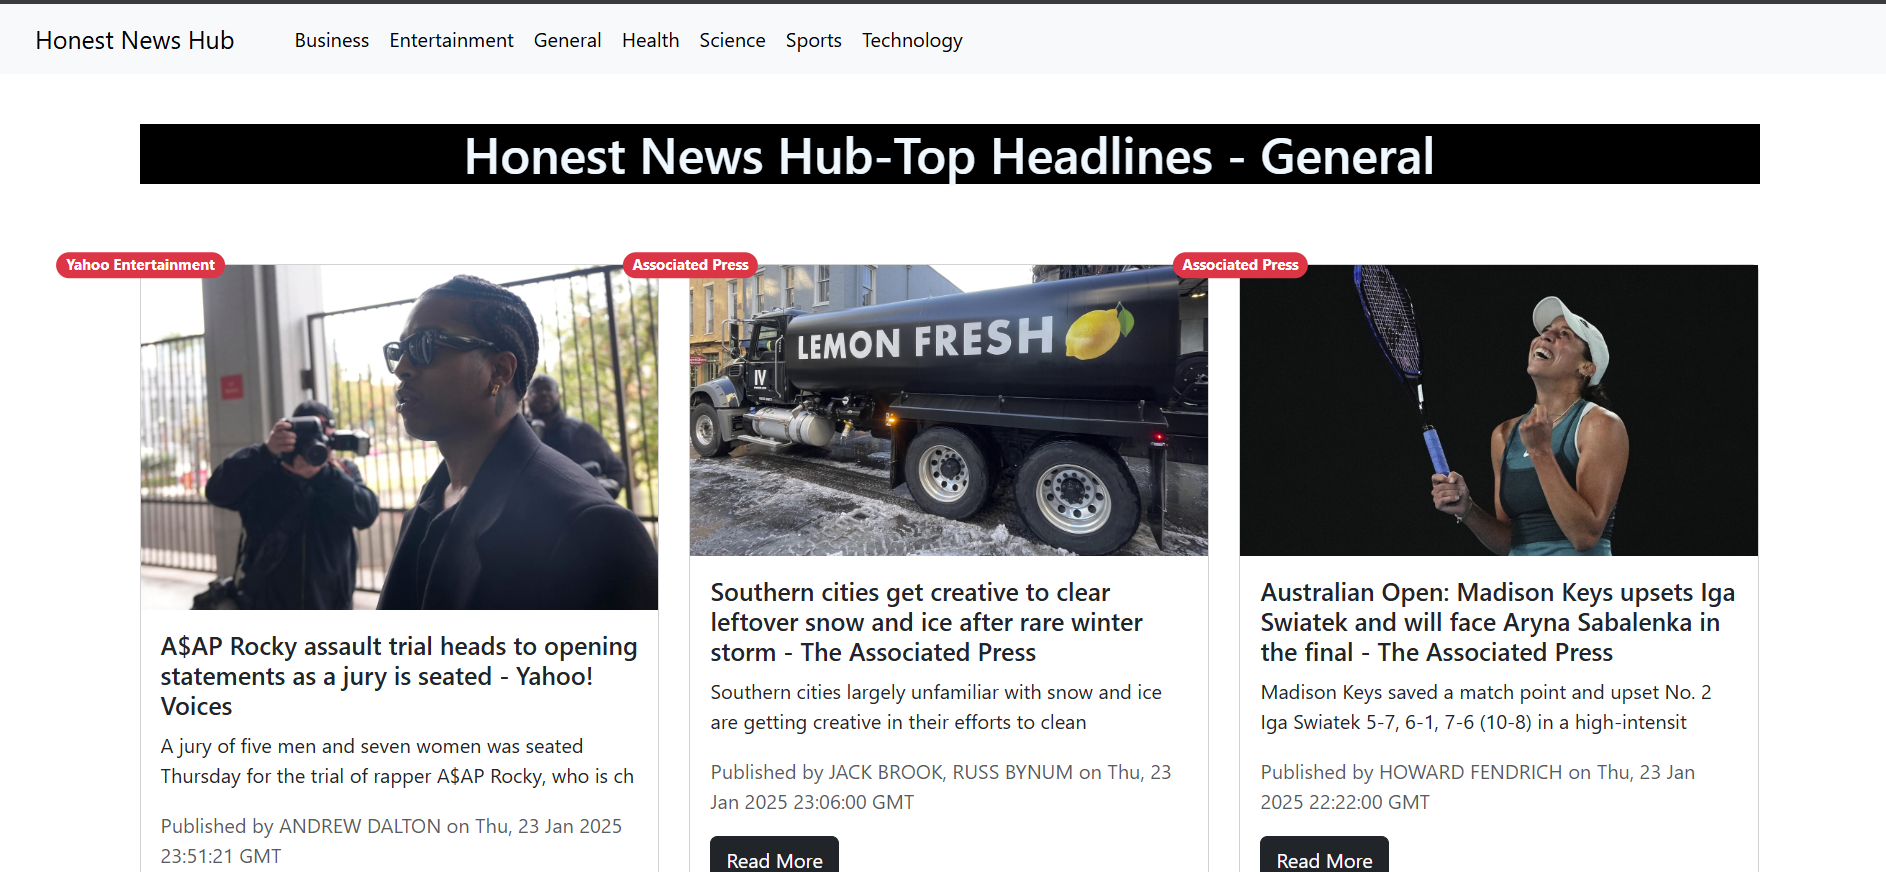 Honest News Hub
Business Entertainment General Health Science Sports Technology
Honest News Hub-Top Headlines - General
Yahoo Entertainment
A$AP Rocky assault trial heads to opening
statements as a jury is seated - Yahoo!
Voices
A jury of five men and seven women was seated
Thursday for the trial of rapper A$AP Rocky, who is ch
Published by ANDREW DALTON on Thu, 23 Jan 2025
23:51:21 GMT
Associated Press
LEMON FRESH
IV
Southern cities get creative to clear
leftover snow and ice after rare winter
storm - The Associated Press
Southern cities largely unfamiliar with snow and ice
are getting creative in their efforts to clean
Published by JACK BROOK, RUSS BYNUM on Thu, 23
Jan 2025 23:06:00 GMT
Read More
Associated Press
Australian Open: Madison Keys upsets Iga
Swiatek and will face Aryna Sabalenka in
the final - The Associated Press
Madison Keys saved a match point and upset No. 2
Iga Swiatek 5-7, 6-1, 7-6 (10-8) in a high-intensit
Published by HOWARD FENDRICH on Thu, 23 Jan
2025 22:22:00 GMT
Read More